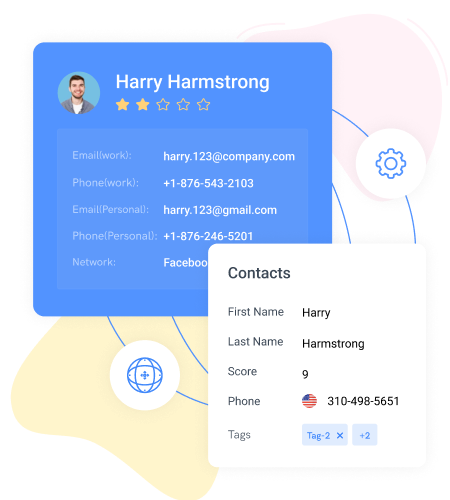 Harry Harmstrong
Email(work): harry.123@company.com
Phone(work): +1-876-543-2103
Email(Personal): harry.123@gmail.com
Phone(Personal): +1-876-246-5201
Network: Faceboo
Contacts
First Name Harry
Last Name Harmstrong
Score 9
Phone 310-498-5651
Tags Tag-2 ✕ +2